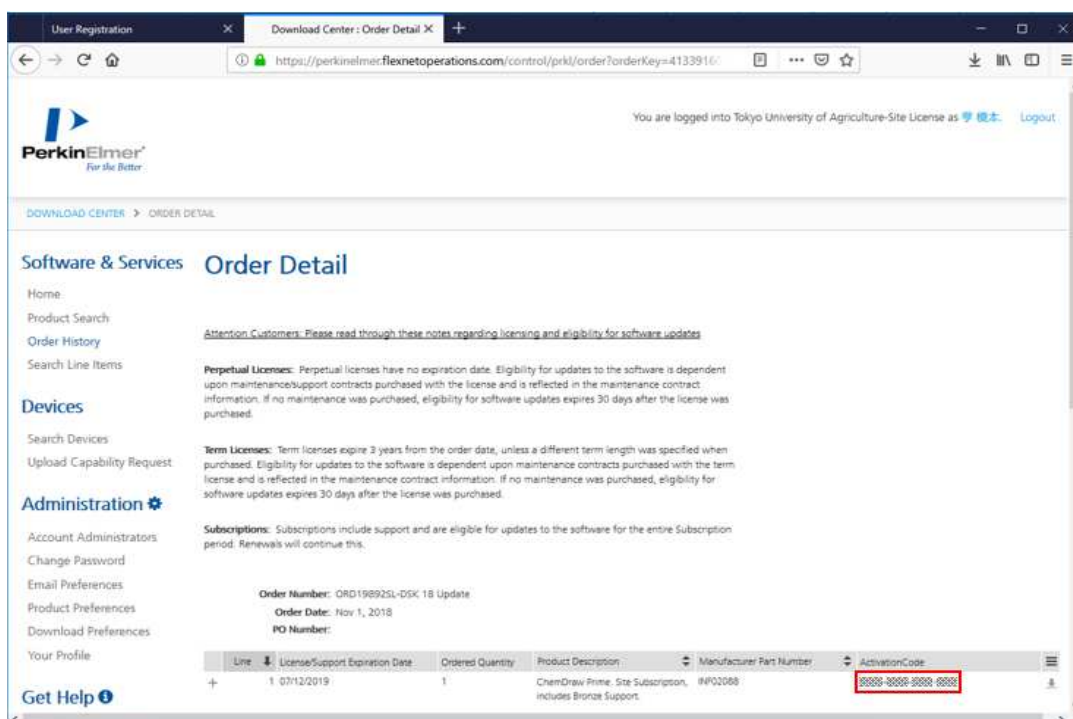 User Registration
Download Center : Order Detail
https://perkinelmer.flexnetoperations.com/control/prkl/order?orderKey=4133916
You are logged into Tokyo University of Agriculture-Site License as 學 橋本. Logout
PerkinElmer
For the Better
DOWNLOAD CENTER > ORDER DETAIL
Software & Services
Home
Product Search
Order History
Search Line Items
Devices
Search Devices
Upload Capability Request
Administration
Account Administrators
Change Password
Email Preferences
Product Preferences
Download Preferences
Your Profile
Get Help
Order Detail
Attention Customers: Please read through these notes regarding licensing and eligibility for software updates
Perpetual Licenses: Perpetual licenses have no expiration date. Eligibility for updates to the software is dependent
upon maintenance/support contracts purchased with the license and is reflected in the maintenance contract
information. If no maintenance was purchased, eligibility for software updates expires 30 days after the license was
purchased.
Term Licenses: Term licenses expire 3 years from the order date, unless a different term length was specified when
purchased. Eligibility for updates to the software is dependent upon maintenance contracts purchased with the term
license and is reflected in the maintenance contract information. If no maintenance was purchased, eligibility for
software updates expires 30 days after the license was purchased.
Subscriptions: Subscriptions include support and are eligible for updates to the software for the entire Subscription
period. Renewals will continue this.
Order Number: ORD19892SL-DSK 18 Update
Order Date: Nov 1, 2018
PO Number:
Line License/Support Expiration Date Ordered Quantity Product Description Manufacturer Part Number ActivationCode
1 07/12/2019 1 ChemDraw Prime. Site Subscription, INF02088
includes Bronze Support.